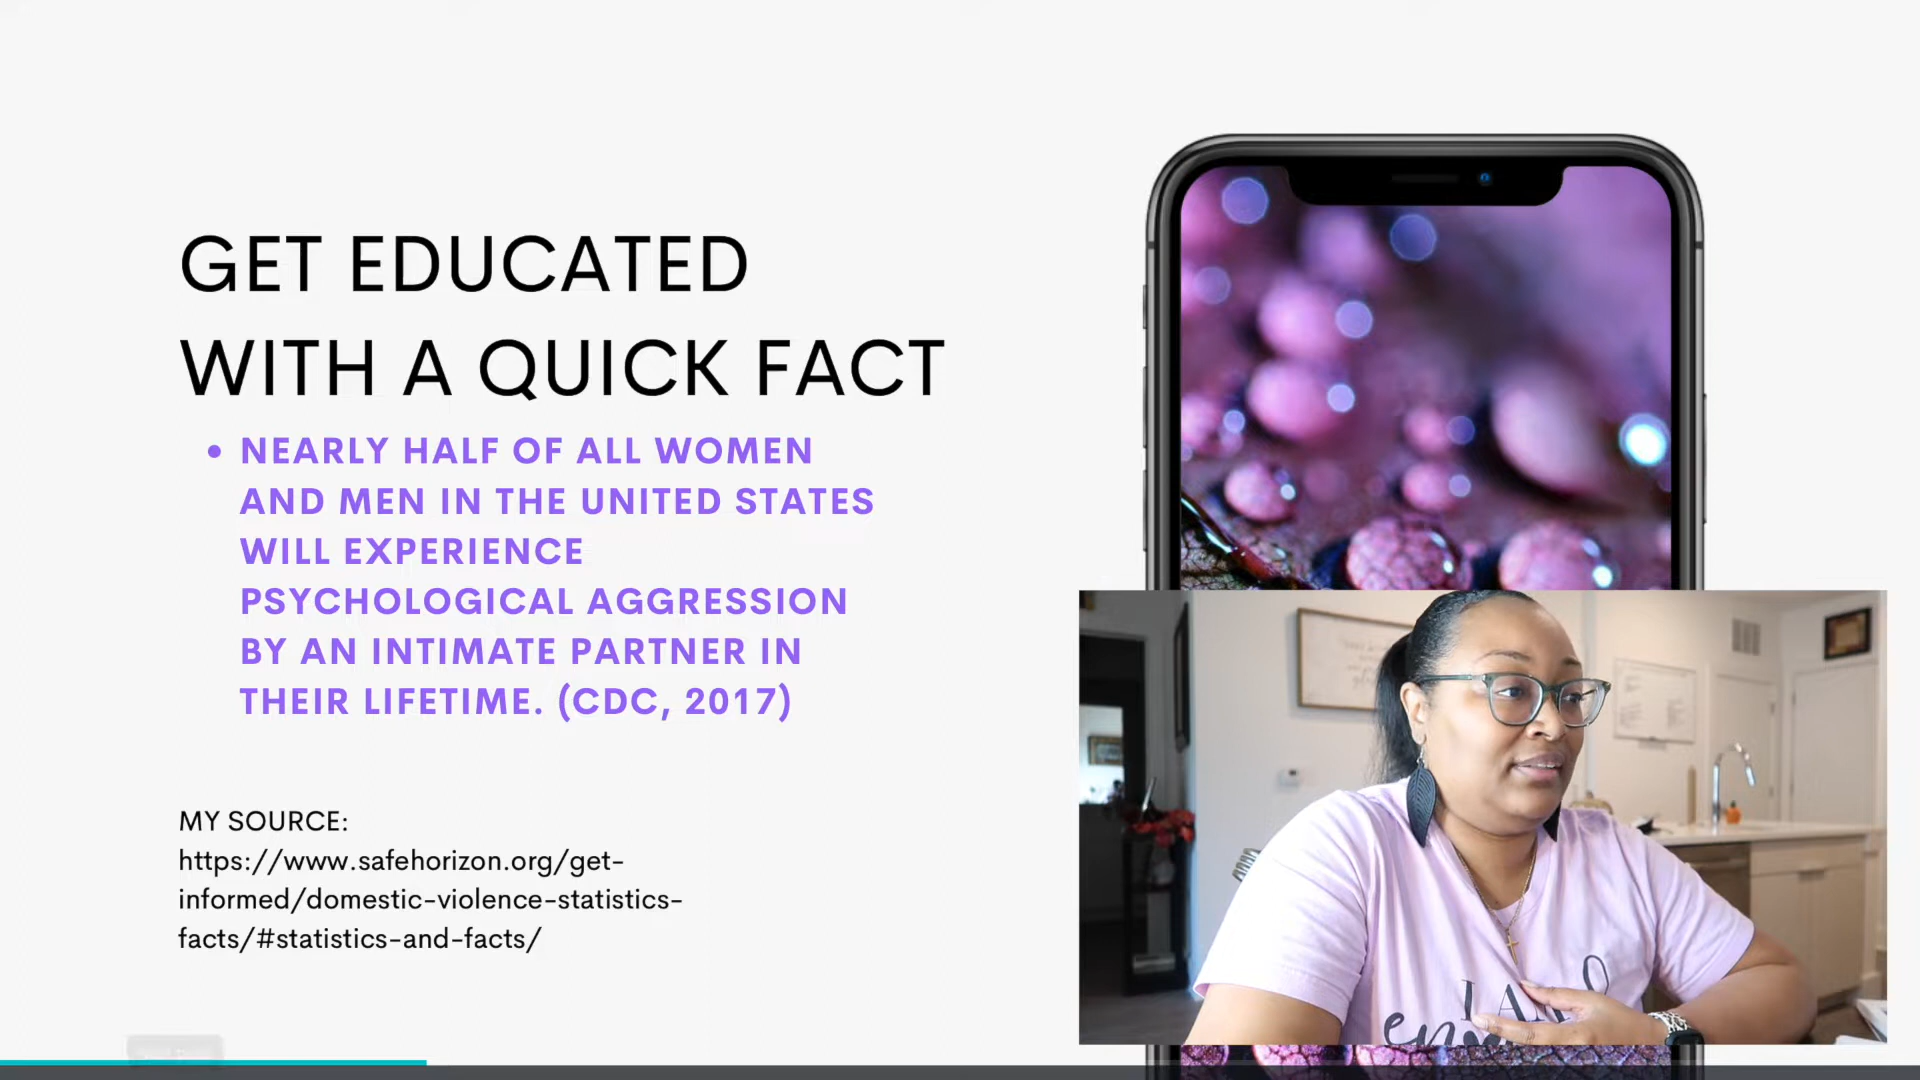 GET EDUCATED
WITH A QUICK FACT
• NEARLY HALF OF ALL WOMEN
AND MEN IN THE UNITED STATES
WILL EXPERIENCE
PSYCHOLOGICAL AGGRESSION
BY AN INTIMATE PARTNER IN
THEIR LIFETIME. (CDC, 2017)
MY SOURCE:
https://www.safehorizon.org/get-
informed/domestic-violence-statistics-
facts/#statistics-and-facts/
I AM